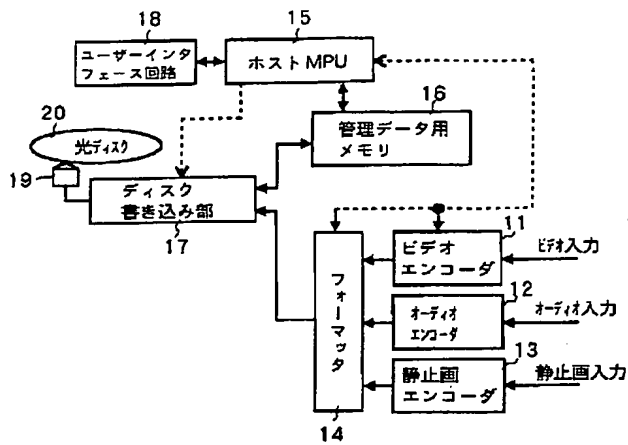 18
ユーザーインタ
フェース回路
15
ホストMPU
16
管理データ用
メモリ
20
光ディスク
19
ディスク
書き込み部
17
フォーマッタ
14
11
ビデオ
エンコーダ
ビデオ入力
12
オーディオ
エンコーダ
オーディオ入力
13
静止画
エンコーダ
静止画入力